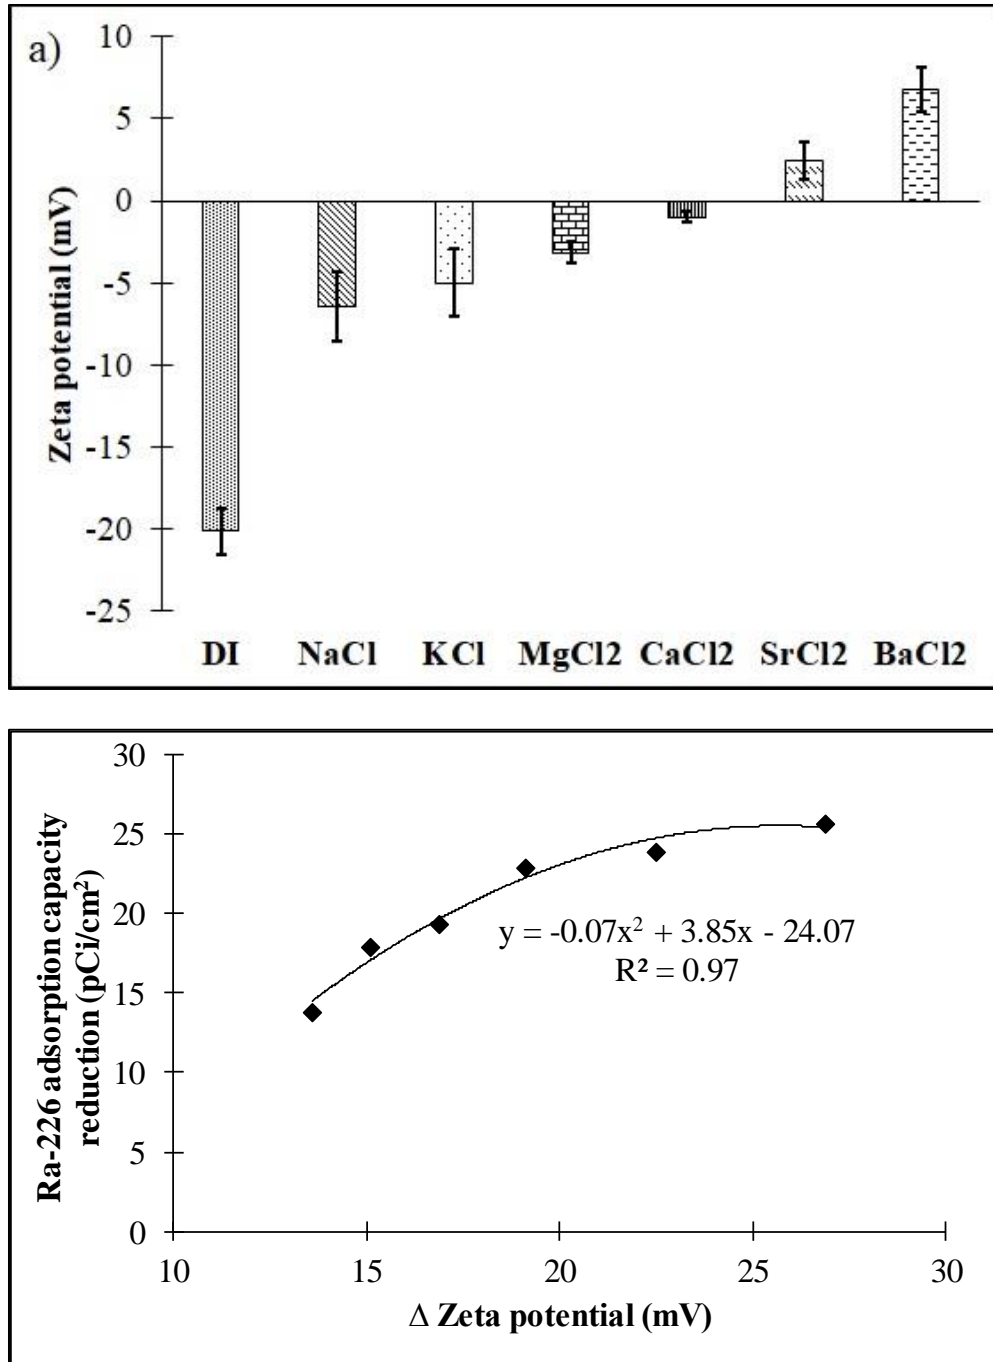 a)
10
5
0
-5
-10
-15
-20
-25
Zeta potential (mV)
DI NaCl KCl MgCl2 CaCl2 SrCl2 BaCl2
30
25
20
15
10
5
0
Ra-226 adsorption capacity
reduction (pCi/cm²)
y = -0.07x² + 3.85x - 24.07
R² = 0.97
10 15 20 25 30
Δ Zeta potential (mV)